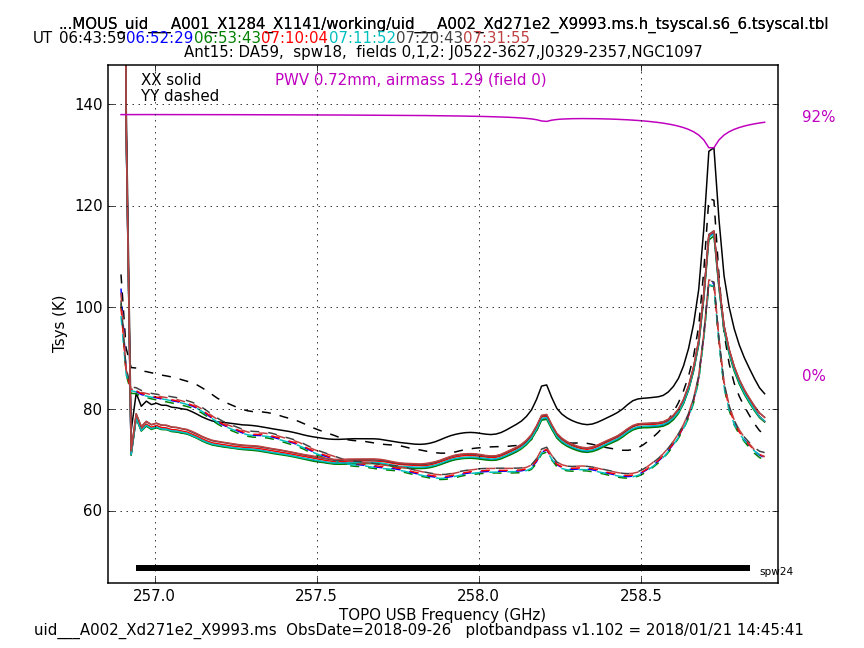 ...MOUS_uid___A001_X1284_X1141/working/uid___A002_Xd271e2_X9993.ms.h_tsyscal.s6_6.tsyscal.tbl
UT 06:43:59 06:52:29 06:53:43 07:10:04 07:11:52 07:20:43 07:31:55
Ant15: DA59, spw18, fields 0,1,2: J0522-3627,J0329-2357,NGC1097
XX solid
PWV 0.72mm, airmass 1.29 (field 0)
YY dashed
140
92%
120
100
Tsys (K)
0%
80
60
spw24
257.0 257.5 258.0 258.5
TOPO USB Frequency (GHz)
uid___A002_Xd271e2_X9993.ms ObsDate=2018-09-26 plotbandpass v1.102 = 2018/01/21 14:45:41